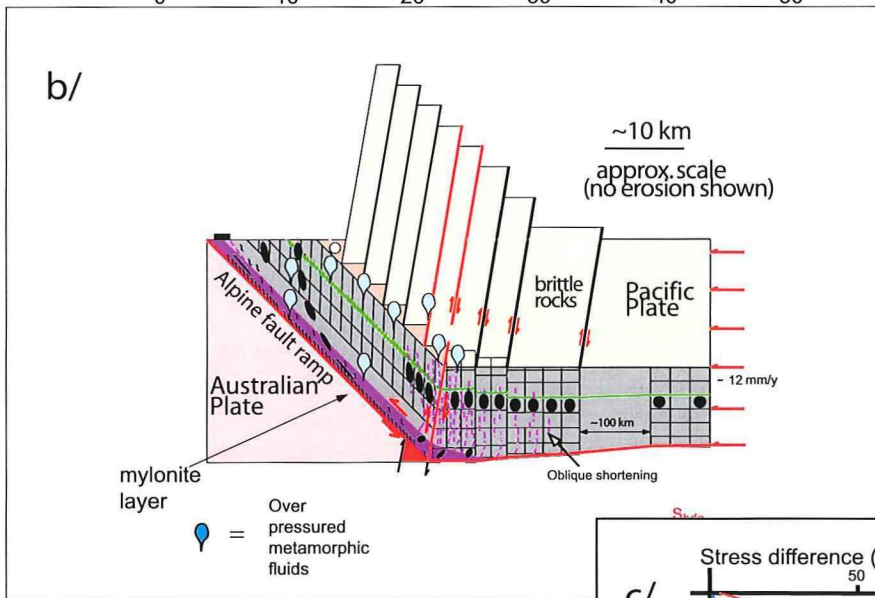 b/
~10 km
approx. scale
(no erosion shown)
brittle
rocks
Pacific
Plate
Alpine fault ramp
Australian
Plate
~ 12 mm/y
~100 km
Oblique shortening
mylonite
layer
=
Over
pressured
metamorphic
fluids
Stress difference (
50
c/